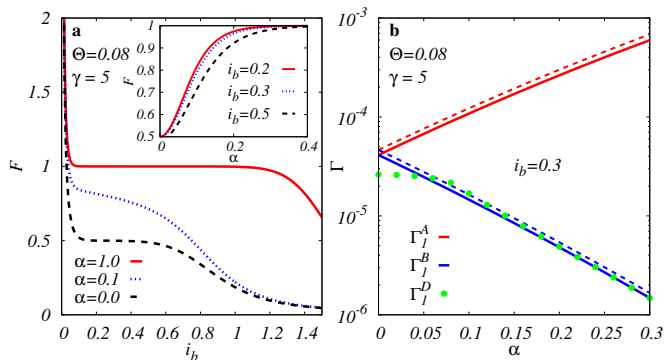 a
Θ=0.08
γ = 5
2
1.5
1
0.5
0
F
0 0.2 0.4 0.6 0.8 1 1.2 1.4
i_b
α=1.0
α=0.1
α=0.0
1
0.9
0.8
0.7
0.6
0.5
F
0 0.2 0.4
α
i_b=0.2
i_b=0.3
i_b=0.5
b
Θ=0.08
γ = 5
10^-3
10^-4
10^-5
10^-6
Γ
i_b=0.3
Γ_1^A
Γ_1^B
Γ_1^D
0 0.05 0.1 0.15 0.2 0.25 0.3
α